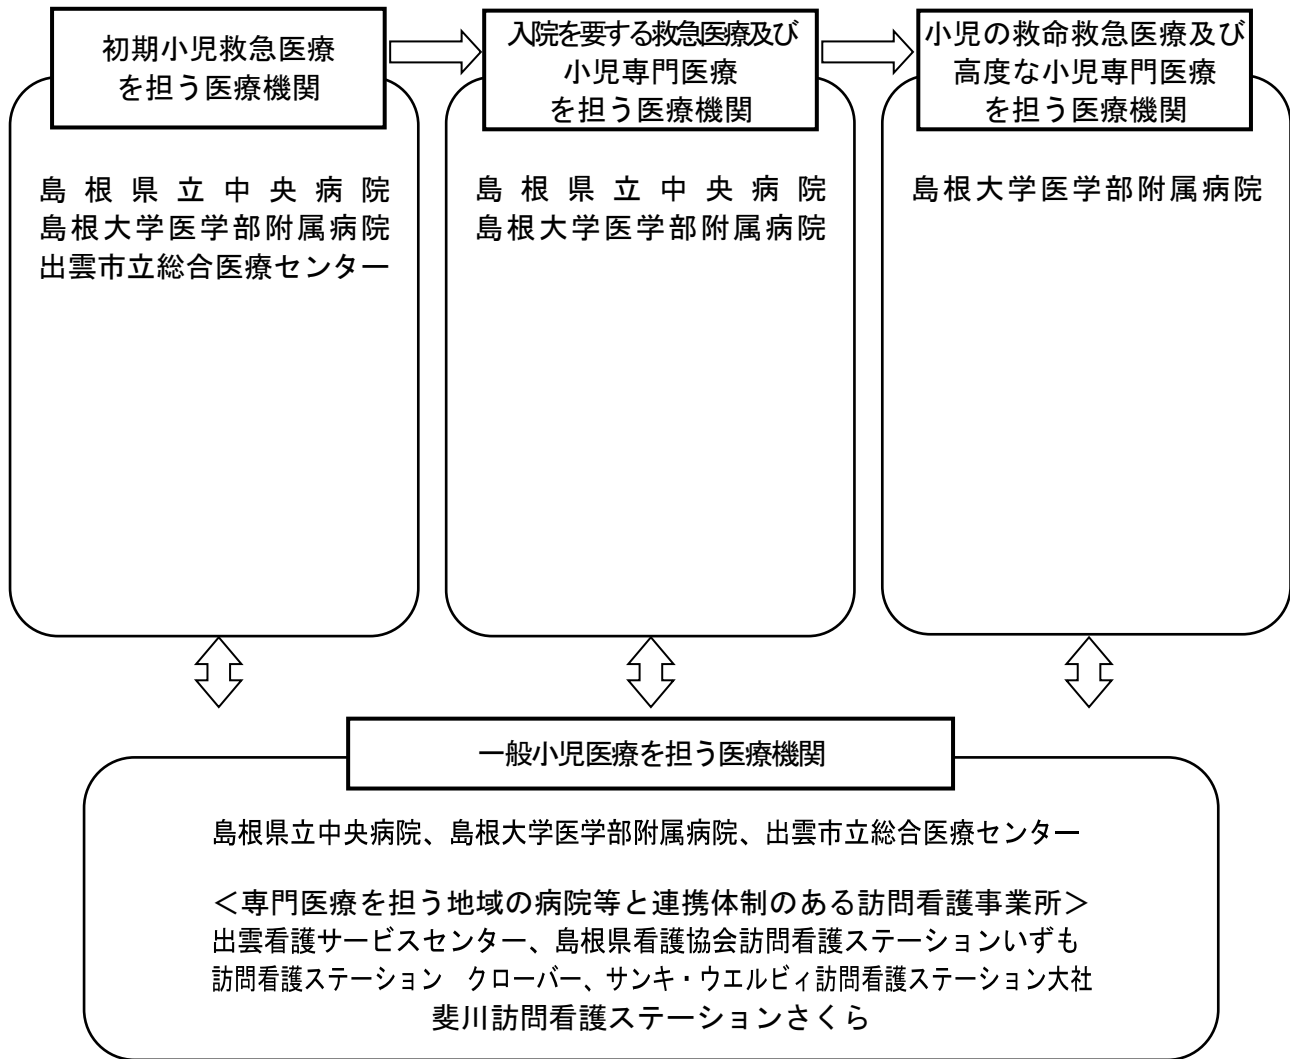 初期小児救急医療
を担う医療機関
島根県立中央病院
島根大学医学部附属病院
出雲市立総合医療センター
入院を要する救急医療及び
小児専門医療
を担う医療機関
島根県立中央病院
島根大学医学部附属病院
小児の救命救急医療及び
高度な小児専門医療
を担う医療機関
島根大学医学部附属病院
一般小児医療を担う医療機関
島根県立中央病院、島根大学医学部附属病院、出雲市立総合医療センター
＜専門医療を担う地域の病院等と連携体制のある訪問看護事業所＞
出雲看護サービスセンター、島根県看護協会訪問看護ステーションいずも
訪問看護ステーション　クローバー、サンキ・ウエルビィ訪問看護ステーション大社
斐川訪問看護ステーションさくら